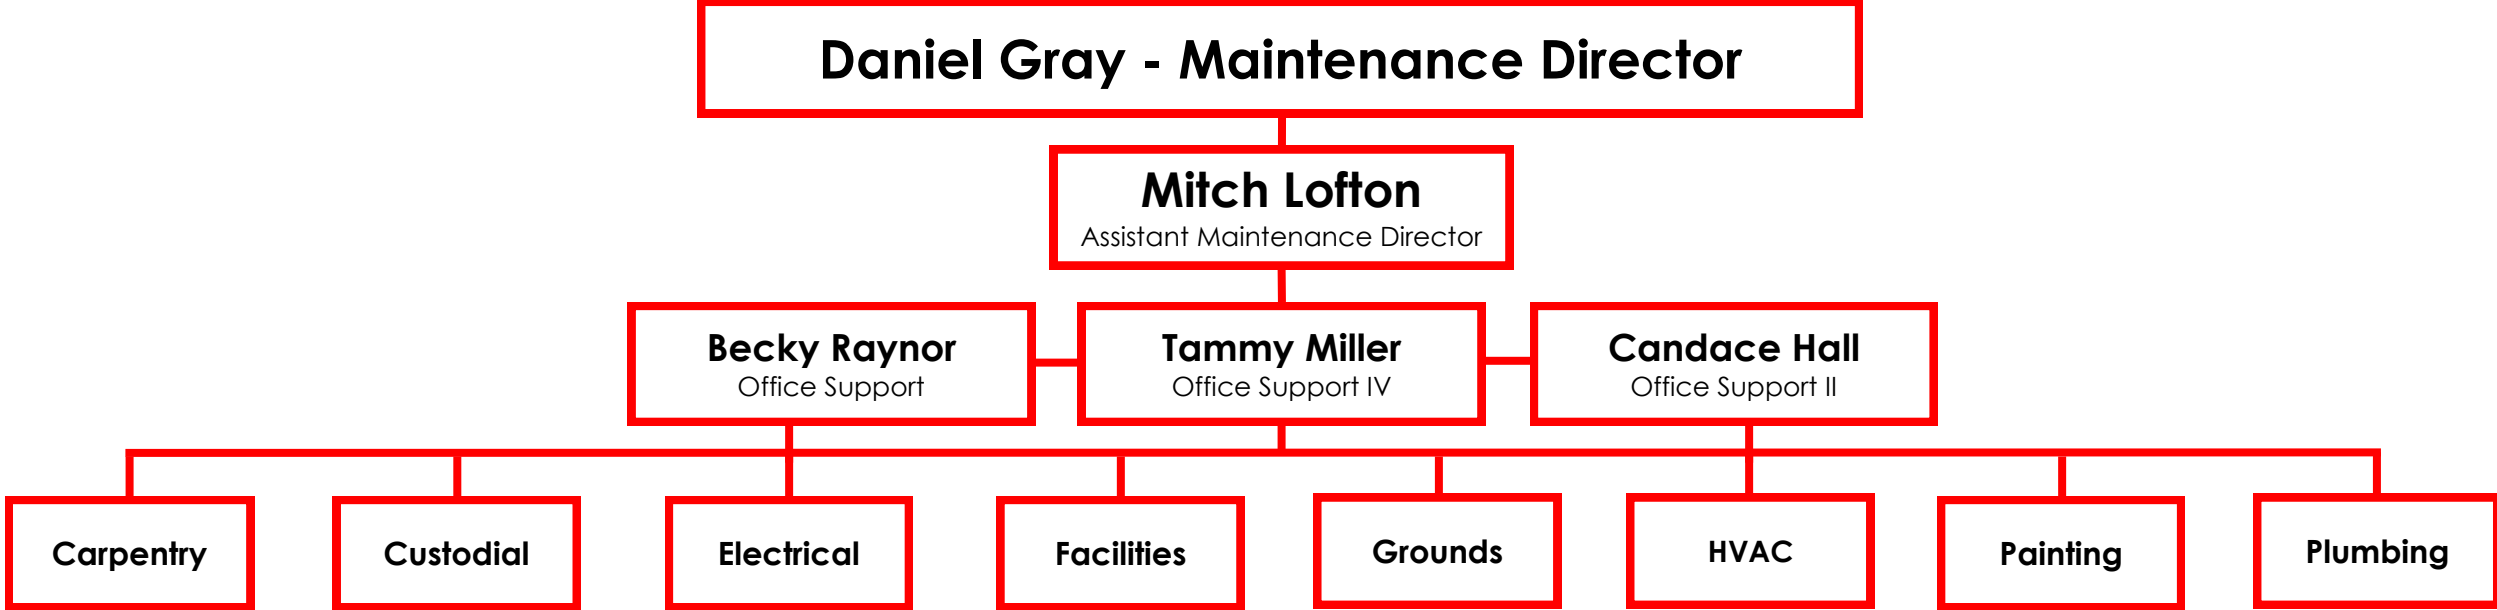 Daniel Gray - Maintenance Director
Mitch Lofton
Assistant Maintenance Director
Becky Raynor
Office Support
Tammy Miller
Office Support IV
Candace Hall
Office Support II
Carpentry
Custodial
Electrical
Facilities
Grounds
HVAC
Painting
Plumbing